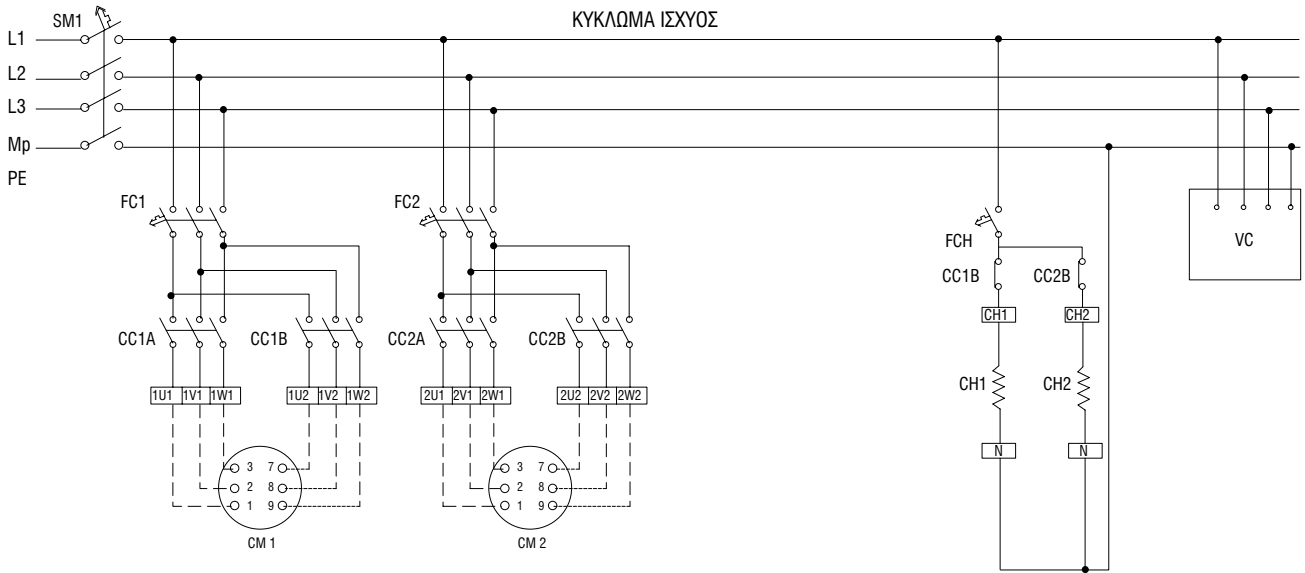 ΚΥΚΛΩΜΑ ΙΣΧΥΟΣ
SM1
L1
L2
L3
Mp
PE
FC1
FC2
FCH
VC
CC1B
CC2B
CH1
CH2
CC1A
CC1B
CC2A
CC2B
1U1 1V1 1W1
1U2 1V2 1W2
2U1 2V1 2W1
2U2 2V2 2W2
CH1
CH2
N
N
3 7
2 8
1 9
3 7
2 8
1 9
CM 1
CM 2